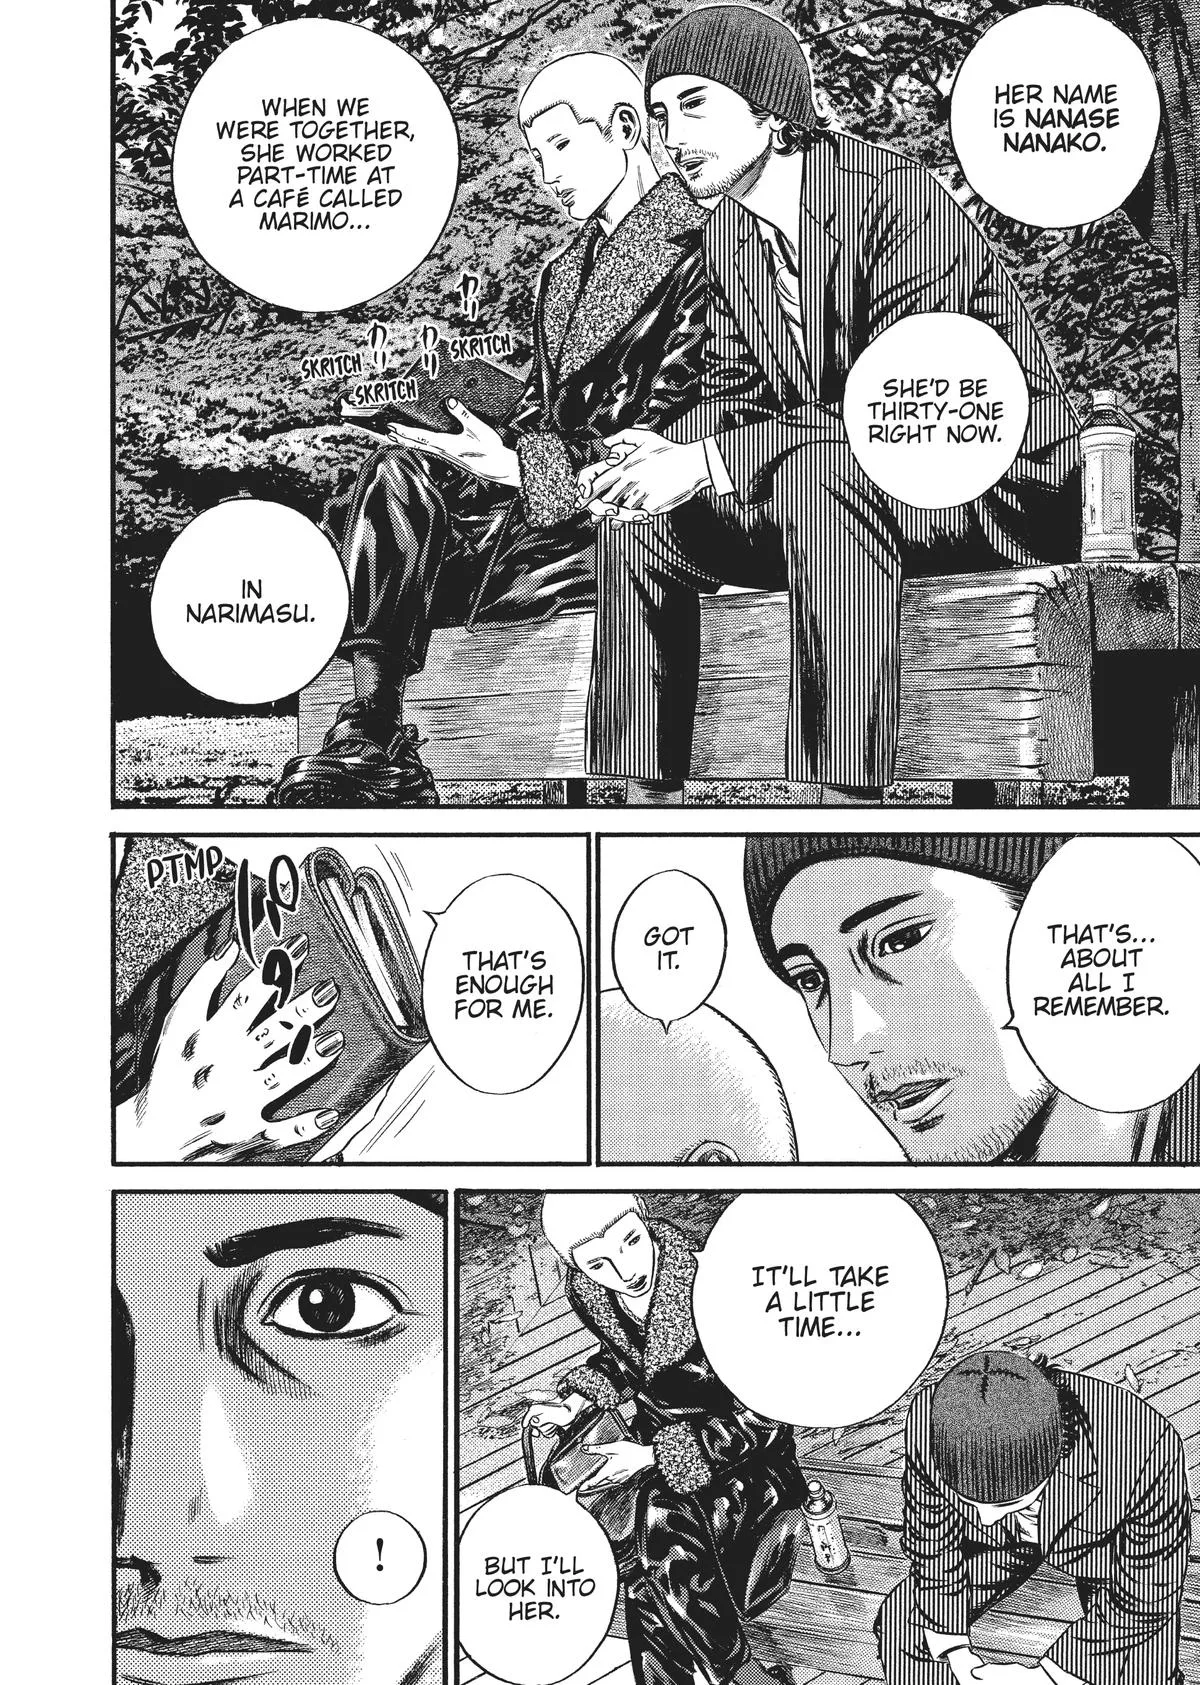 HER NAME
IS NANASE
NANAKO.
SHE'D BE
THIRTY-ONE
RIGHT NOW.
WHEN WE
WERE TOGETHER,
SHE WORKED
PART-TIME AT
A CAFÉ CALLED
MARIMO...
SKRITCH
SKRITCH
SKRITCH
IN
NARIMASU.
THAT'S...
ABOUT
ALL I
REMEMBER.
GOT
IT.
THAT'S
ENOUGH
FOR ME.
PTMP
IT'LL TAKE
A LITTLE
TIME...
BUT I'LL
LOOK INTO
HER.
!